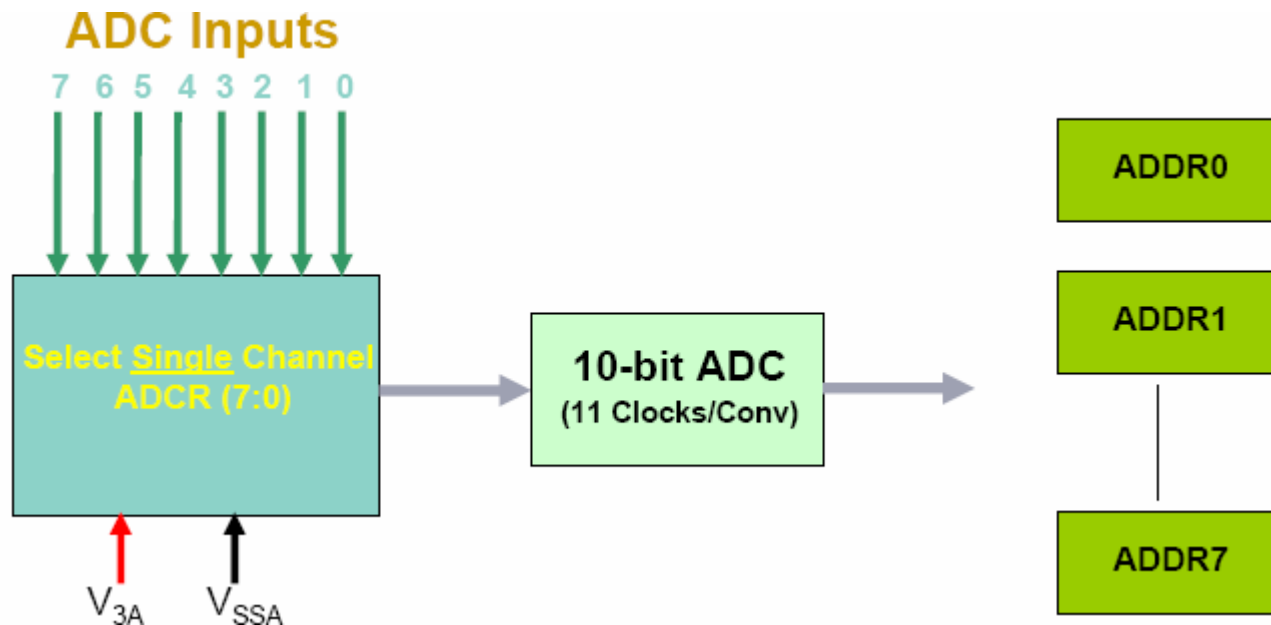 ADC Inputs
7 6 5 4 3 2 1 0
Select Single Channel
ADCR (7:0)
V3A
VSSA
10-bit ADC
(11 Clocks/Conv)
ADDR0
ADDR1
ADDR7